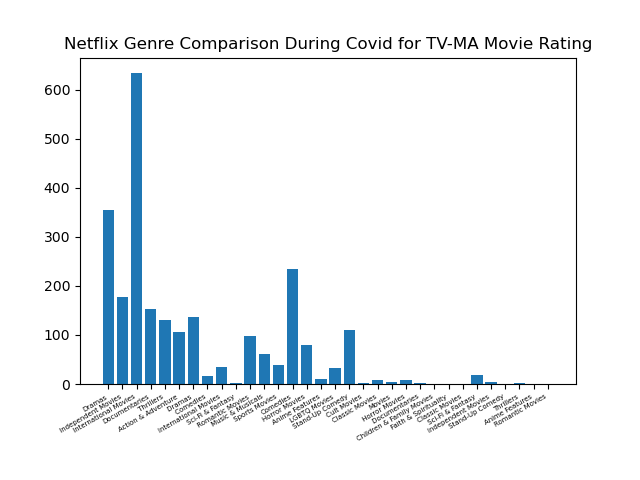 Netflix Genre Comparison During Covid for TV-MA Movie Rating
600
500
400
300
200
100
0
Dramas
Independent Movies
International Movies
Documentaries
Thrillers
Action & Adventure
Dramas
Comedies
International Movies
Sci-Fi & Fantasy
Romantic Movies
Music & Musicals
Sports Movies
Comedies
Horror Movies
Anime Features
LGBTQ Movies
Stand-Up Comedy
Cult Movies
Classic Movies
Movies
Horror Movies
Documentaries
Children & Family Movies
Faith & Spirituality
Classic Movies
Sci-Fi & Fantasy
Independent Movies
Stand-Up Comedy
Thrillers
Anime Features
Romantic Movies